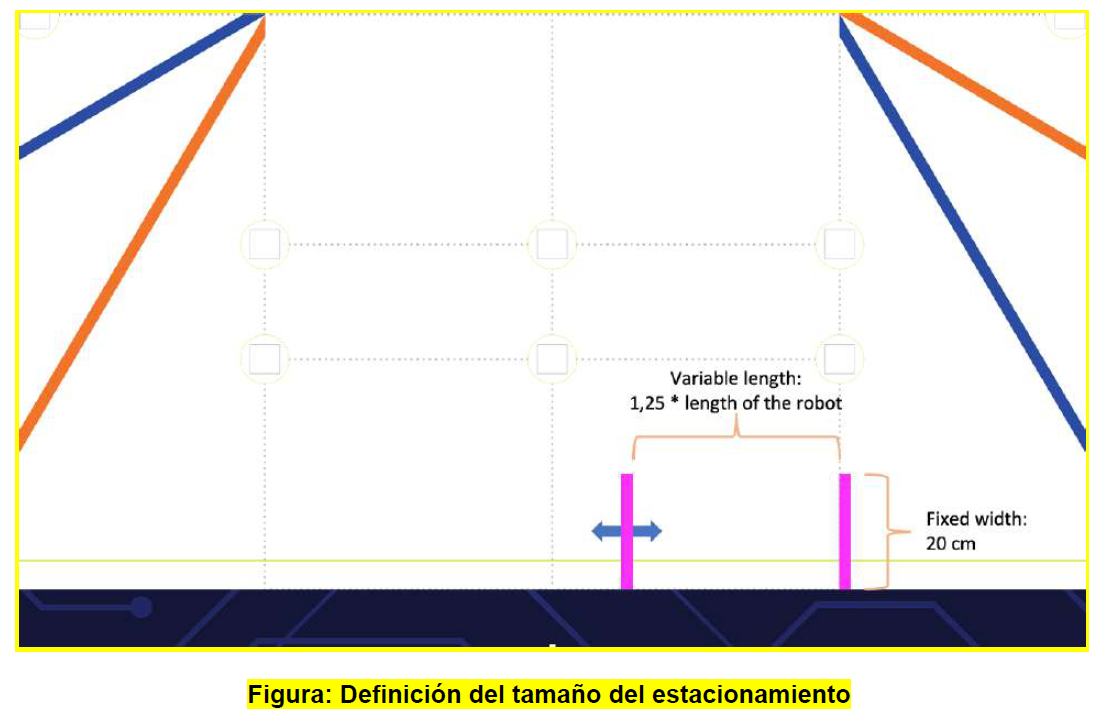 Variable length:
1,25 * length of the robot
Fixed width:
20 cm
Figura: Definición del tamaño del estacionamiento